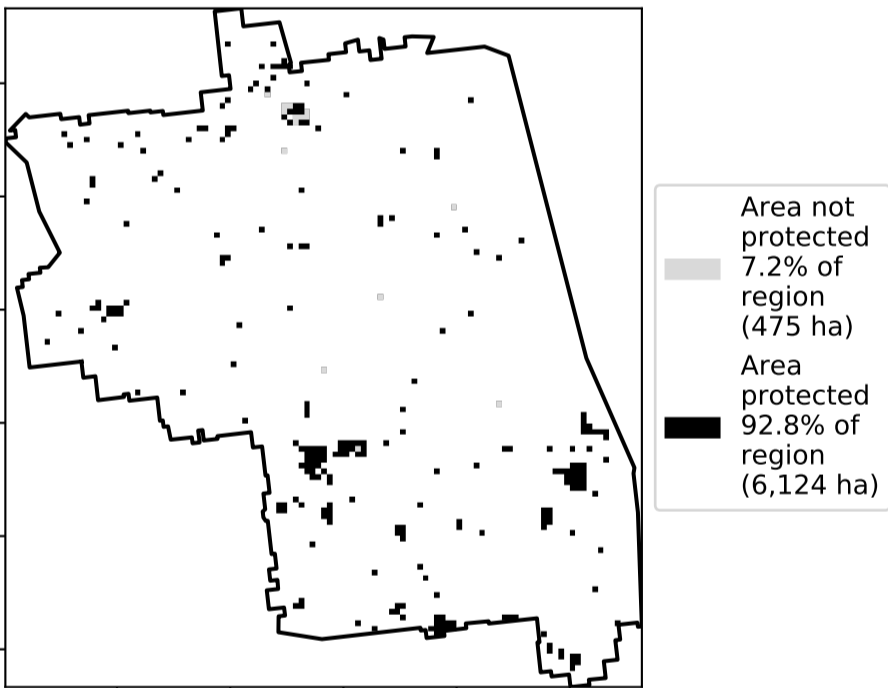 Area not
protected
7.2% of
region
(475 ha)
Area
protected
92.8% of
region
(6,124 ha)